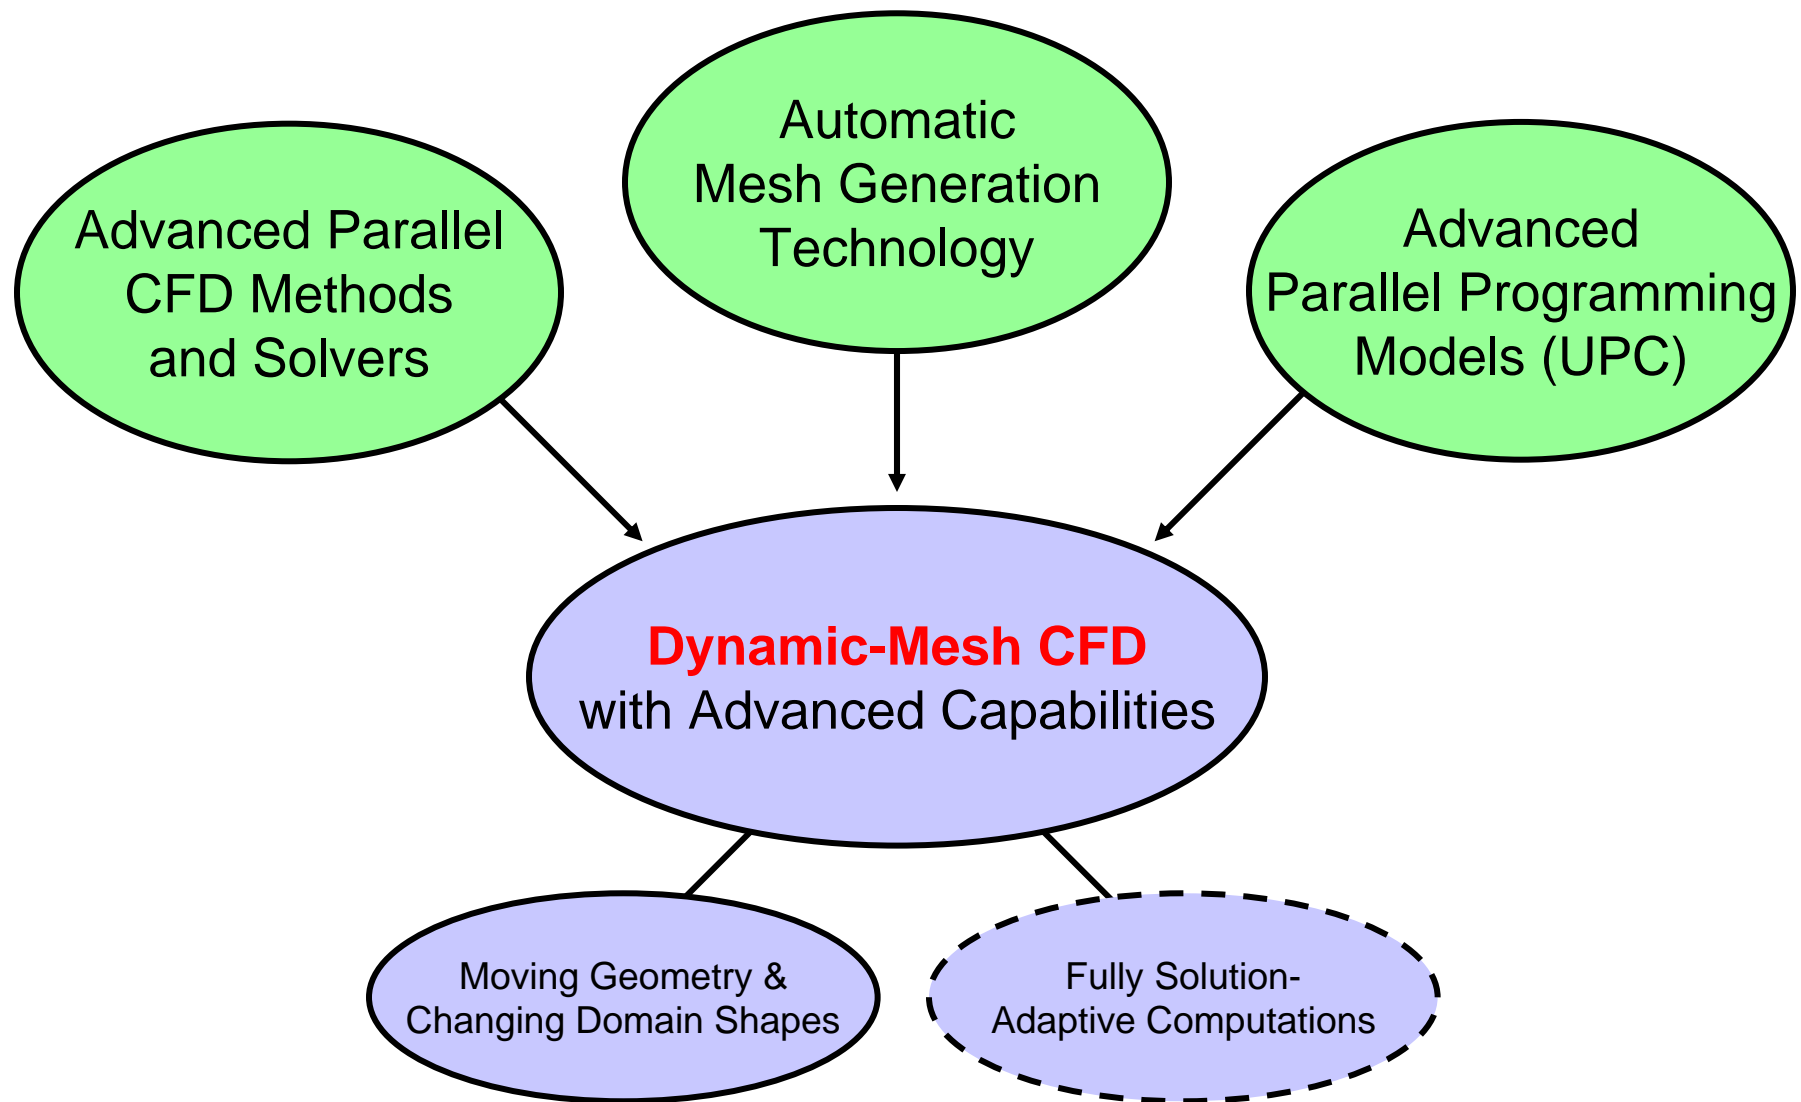 Automatic
Mesh Generation
Technology
Advanced Parallel
CFD Methods
and Solvers
Advanced
Parallel Programming
Models (UPC)
Dynamic-Mesh CFD
with Advanced Capabilities
Moving Geometry &
Changing Domain Shapes
Fully Solution-
Adaptive Computations